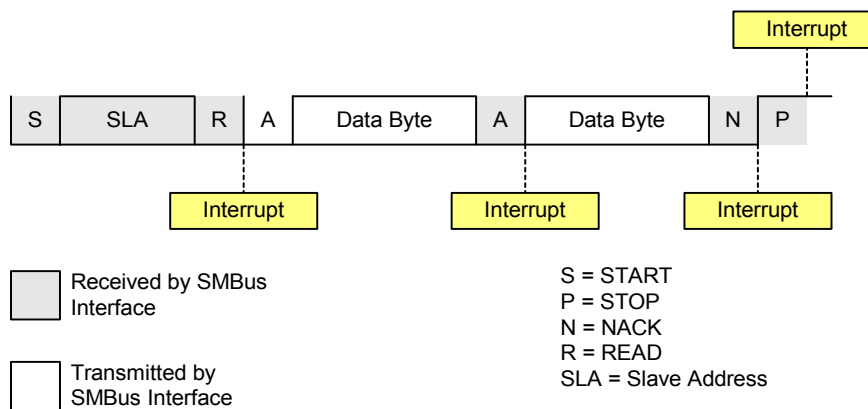 Interrupt
S SLA R A Data Byte A Data Byte N P
Interrupt Interrupt Interrupt
Received by SMBus
Interface
Transmitted by
SMBus Interface
S = START
P = STOP
N = NACK
R = READ
SLA = Slave Address